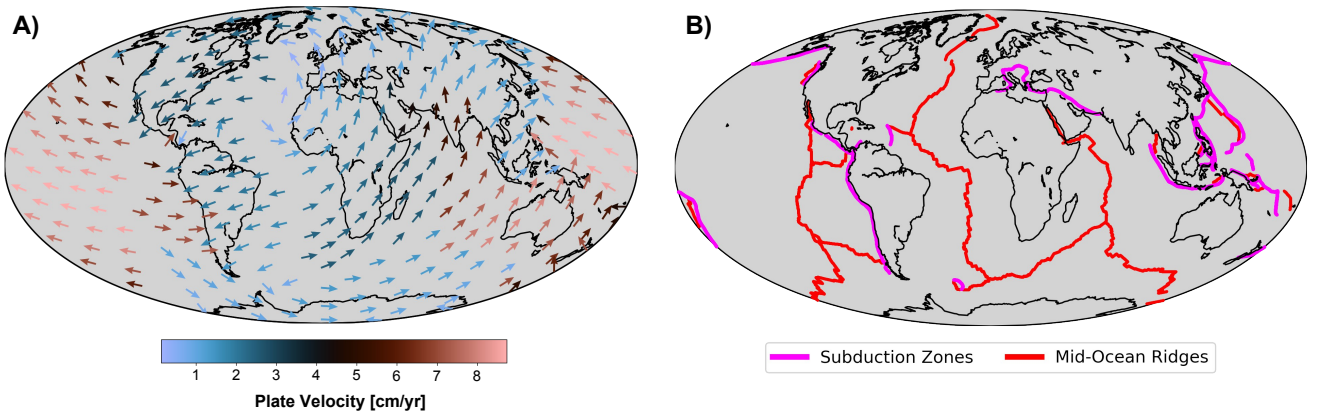 A)
B)
1 2 3 4 5 6 7 8
Plate Velocity [cm/yr]
Subduction Zones
Mid-Ocean Ridges